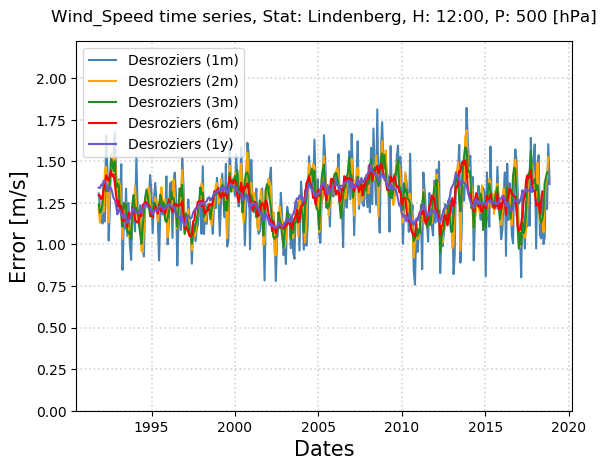 Wind_Speed time series, Stat: Lindenberg, H: 12:00, P: 500 [hPa]
Desroziers (1m)
Desroziers (2m)
Desroziers (3m)
Desroziers (6m)
Desroziers (1y)
Error [m/s]
2.00
1.75
1.50
1.25
1.00
0.75
0.50
0.25
0.00
1995 2000 2005 2010 2015 2020
Dates